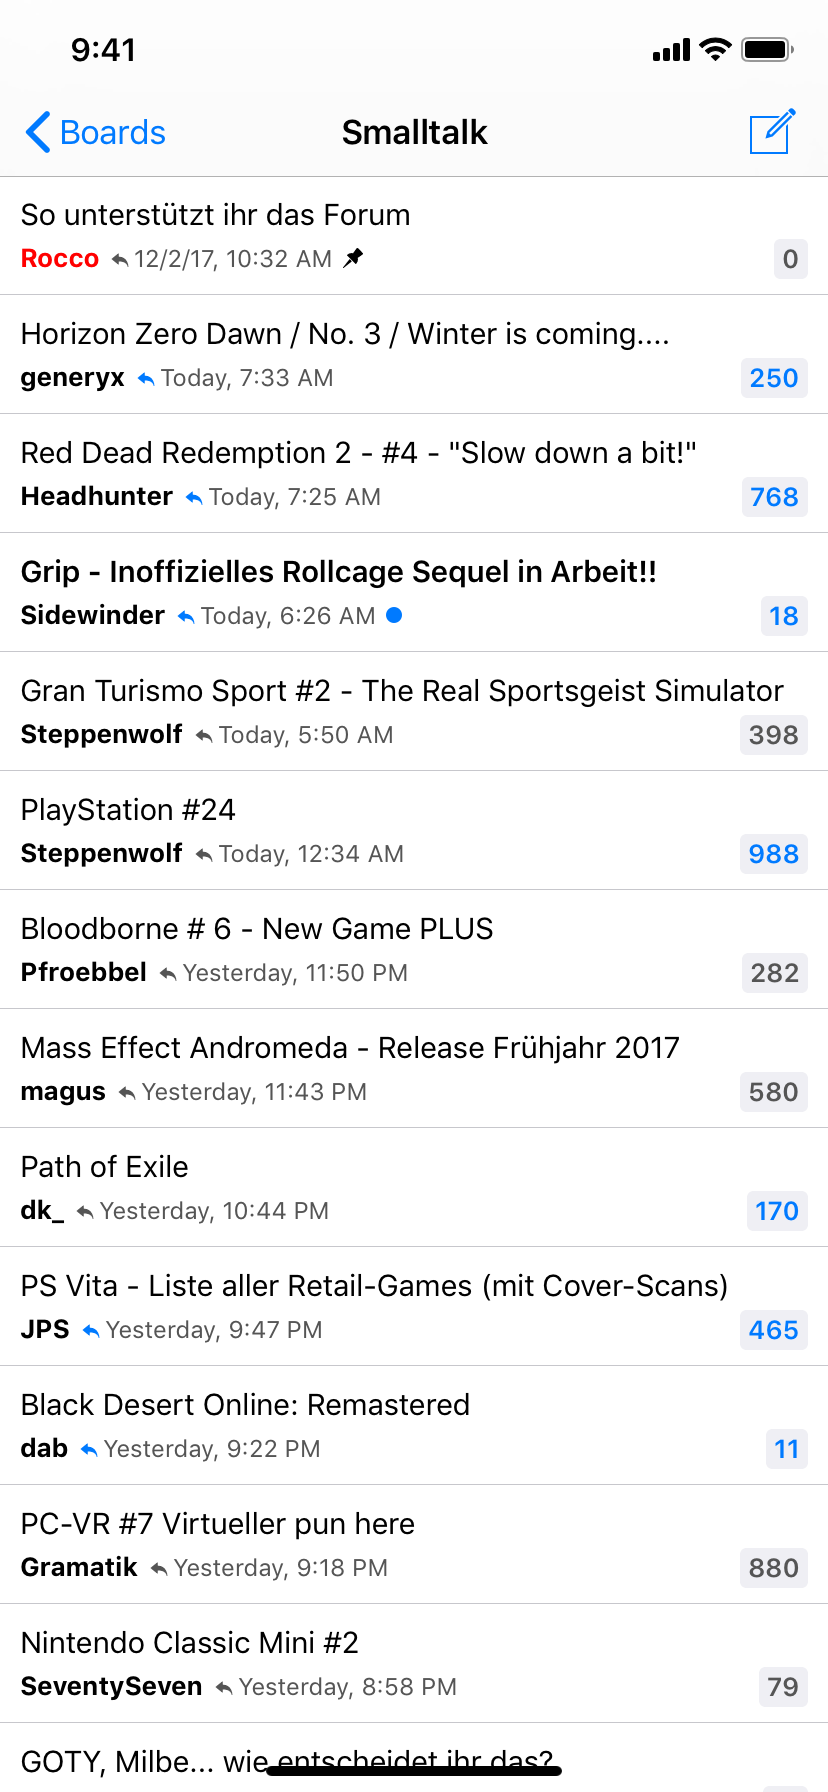 9:41
Boards
Smalltalk
So unterstützt ihr das Forum
Rocco 12/2/17, 10:32 AM 0
Horizon Zero Dawn / No. 3 / Winter is coming....
generyx Today, 7:33 AM 250
Red Dead Redemption 2 - #4 - "Slow down a bit!"
Headhunter Today, 7:25 AM 768
Grip - Inoffizielles Rollcage Sequel in Arbeit!!
Sidewinder Today, 6:26 AM 18
Gran Turismo Sport #2 - The Real Sportsgeist Simulator
Steppenwolf Today, 5:50 AM 398
PlayStation #24
Steppenwolf Today, 12:34 AM 988
Bloodborne # 6 - New Game PLUS
Pfroebbel Yesterday, 11:50 PM 282
Mass Effect Andromeda - Release Frühjahr 2017
magus Yesterday, 11:43 PM 580
Path of Exile
dk_ Yesterday, 10:44 PM 170
PS Vita - Liste aller Retail-Games (mit Cover-Scans)
JPS Yesterday, 9:47 PM 465
Black Desert Online: Remastered
dab Yesterday, 9:22 PM 11
PC-VR #7 Virtueller pun here
Gramatik Yesterday, 9:18 PM 880
Nintendo Classic Mini #2
SeventySeven Yesterday, 8:58 PM 79
GOTY, Milbe... wie entscheidet ihr das?